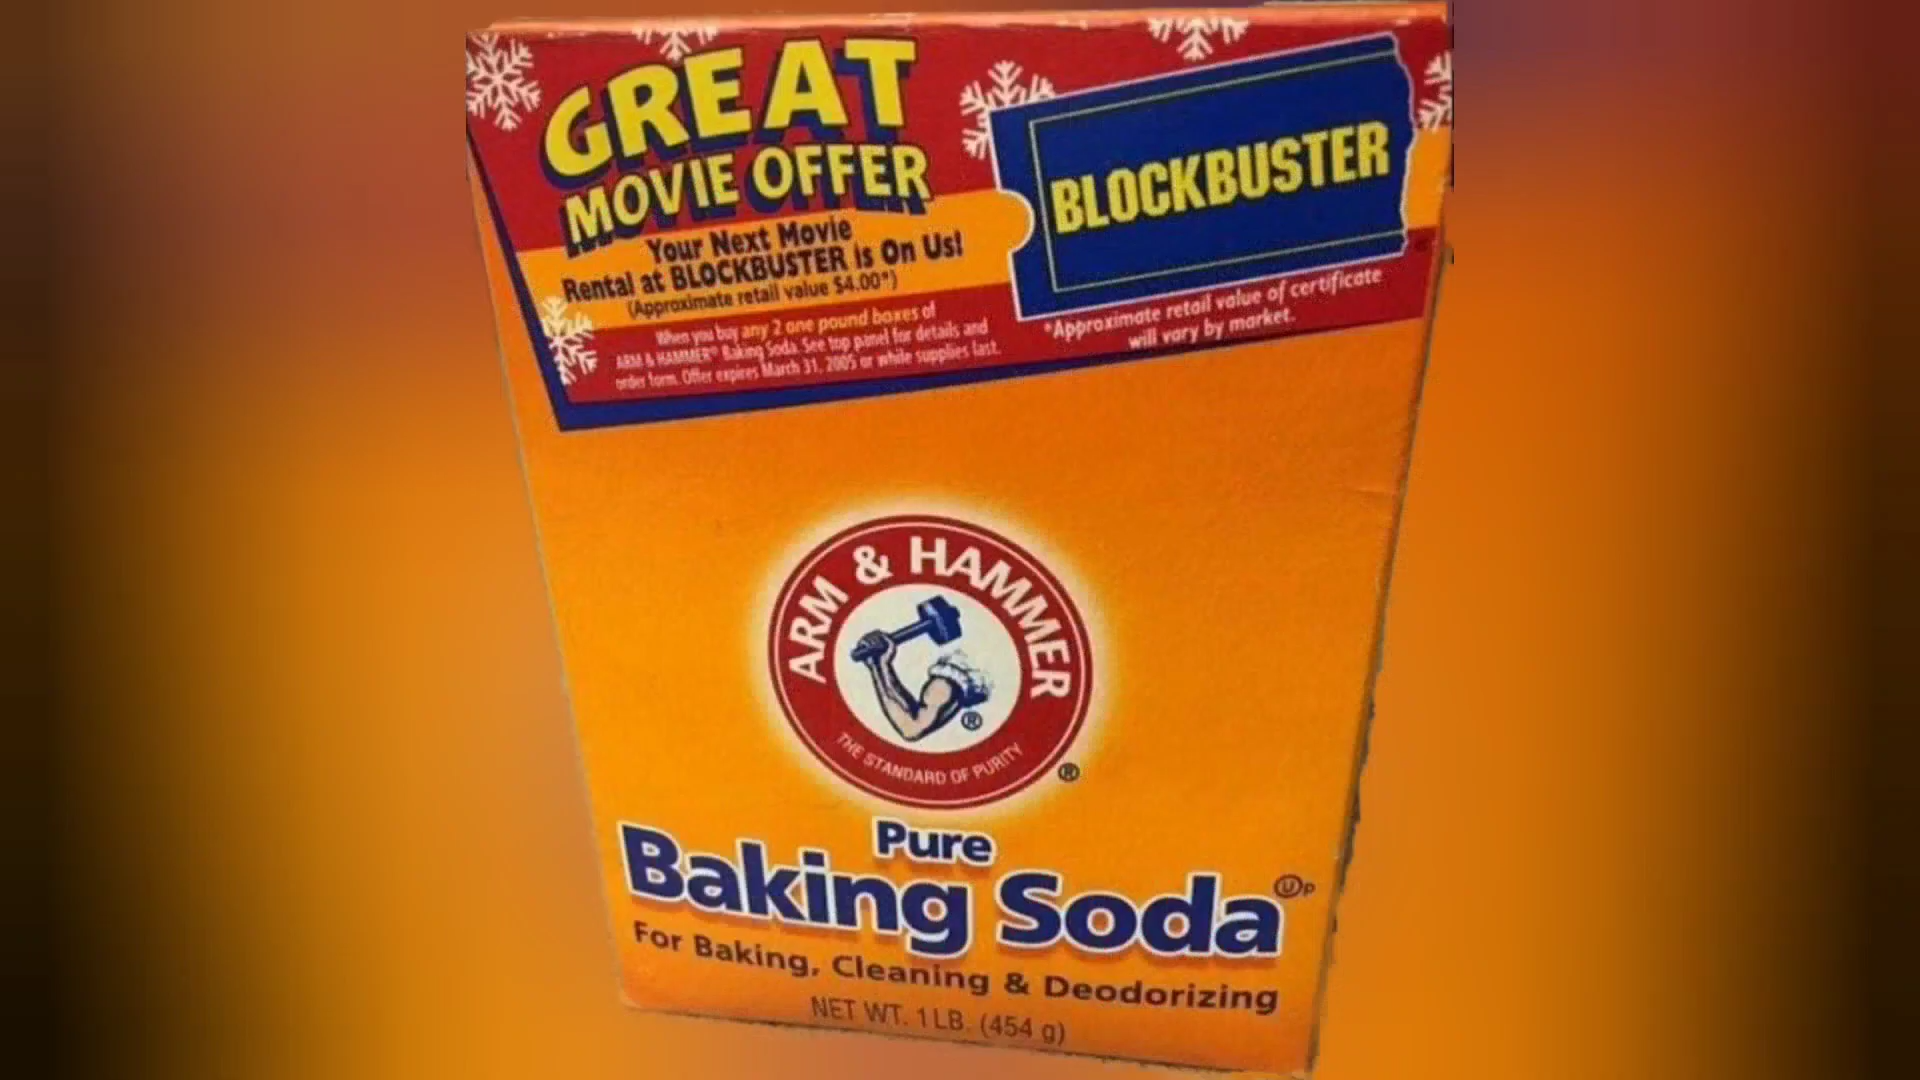 GREAT
MOVIE OFFER
Your Next Movie
Rental at BLOCKBUSTER is On Us!
(Approximate retail value $4.00*)
When you buy any 2 one pound boxes of
ARM & HAMMER® Baking Soda. See top panel for details and
order form. Offer expires March 31, 2005 or while supplies last.
BLOCKBUSTER
*Approximate retail value of certificate
will vary by market.
ARM & HAMMER
®
THE STANDARD OF PURITY
®
Pure
Baking Soda
UP
For Baking, Cleaning & Deodorizing
NET WT. 1 LB. (454 g)